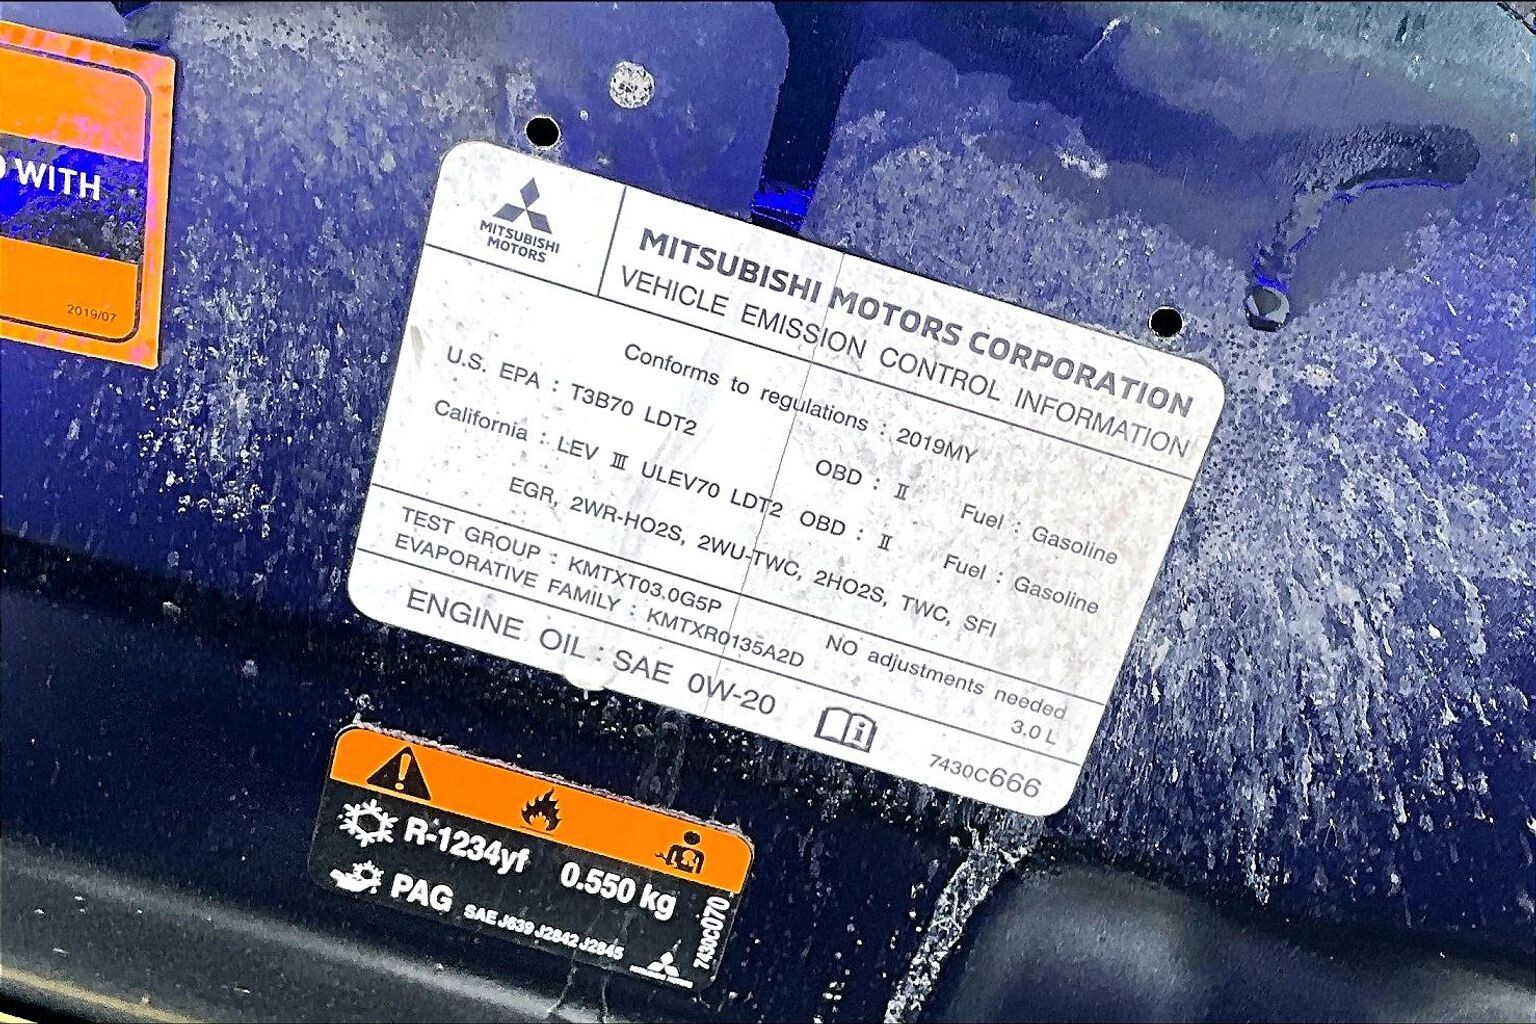 WITH
2019/07
MITSUBISHI
MOTORS
MITSUBISHI MOTORS CORPORATION
VEHICLE EMISSION CONTROL INFORMATION
Conforms to regulations : 2019MY
U.S. EPA : T3B70 LDT2 OBD : II Fuel : Gasoline
California : LEV III ULEV70 LDT2 OBD : II Fuel : Gasoline
EGR, 2WR-HO2S, 2WU-TWC, 2HO2S, TWC, SFI
NO adjustments needed
TEST GROUP : KMTXT03.0G5P
EVAPORATIVE FAMILY : KMTXR0135A2D 3.0 L
ENGINE OIL : SAE 0W-20 7430C666
R-1234yf 0.550 kg
PAG SAE J639 J2842 J2845
7430C070